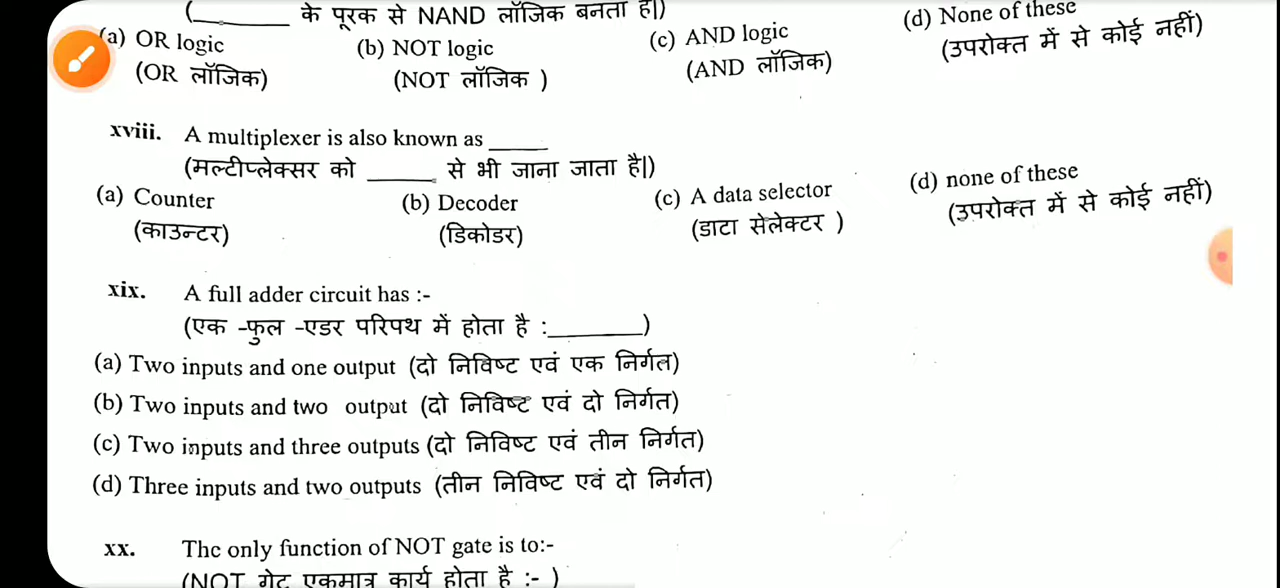 (______ के पूरक से NAND लॉजिक बनता है|)
(a) OR logic (b) NOT logic (c) AND logic (d) None of these
(OR लॉजिक) (NOT लॉजिक ) (AND लॉजिक) (उपरोक्त में से कोई नहीं)
xviii. A multiplexer is also known as _____
(मल्टीप्लेक्सर को _____ से भी जाना जाता है|)
(a) Counter (b) Decoder (c) A data selector (d) none of these
(काउन्टर) (डिकोडर) (डाटा सेलेक्टर ) (उपरोक्त में से कोई नहीं)
xix. A full adder circuit has :-
(एक -फुल -एडर परिपथ में होता है :_______)
(a) Two inputs and one output (दो निविष्ट एवं एक निर्गत)
(b) Two inputs and two output (दो निविष्ट एवं दो निर्गत)
(c) Two inputs and three outputs (दो निविष्ट एवं तीन निर्गत)
(d) Three inputs and two outputs (तीन निविष्ट एवं दो निर्गत)
xx. The only function of NOT gate is to:-
(NOT गेट एकमात्र कार्य होता है :- )